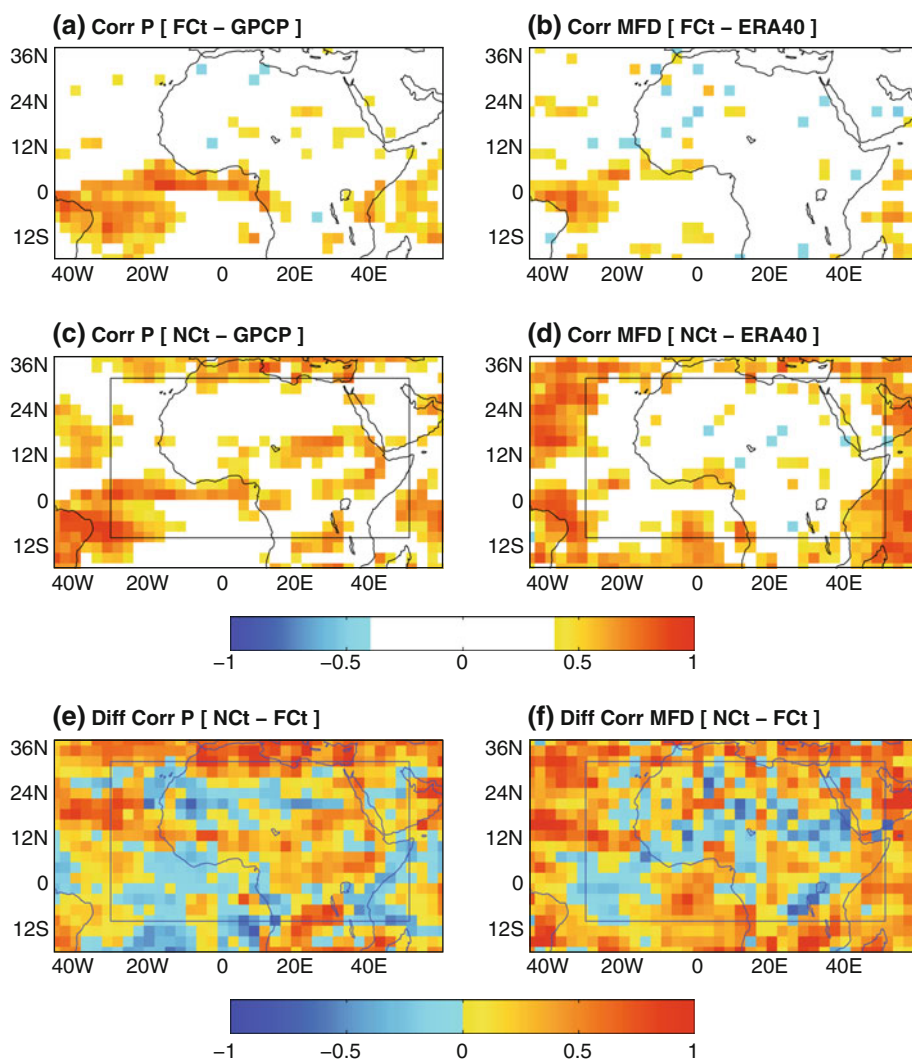 (a) Corr P [ FCt – GPCP ]
(b) Corr MFD [ FCt – ERA40 ]
36N
24N
12N
0
12S
40W 20W 0 20E 40E
36N
24N
12N
0
12S
40W 20W 0 20E 40E
(c) Corr P [ NCt – GPCP ]
(d) Corr MFD [ NCt – ERA40 ]
36N
24N
12N
0
12S
40W 20W 0 20E 40E
36N
24N
12N
0
12S
40W 20W 0 20E 40E
−1 −0.5 0 0.5 1
(e) Diff Corr P [ NCt – FCt ]
(f) Diff Corr MFD [ NCt – FCt ]
36N
24N
12N
0
12S
40W 20W 0 20E 40E
36N
24N
12N
0
12S
40W 20W 0 20E 40E
−1 −0.5 0 0.5 1